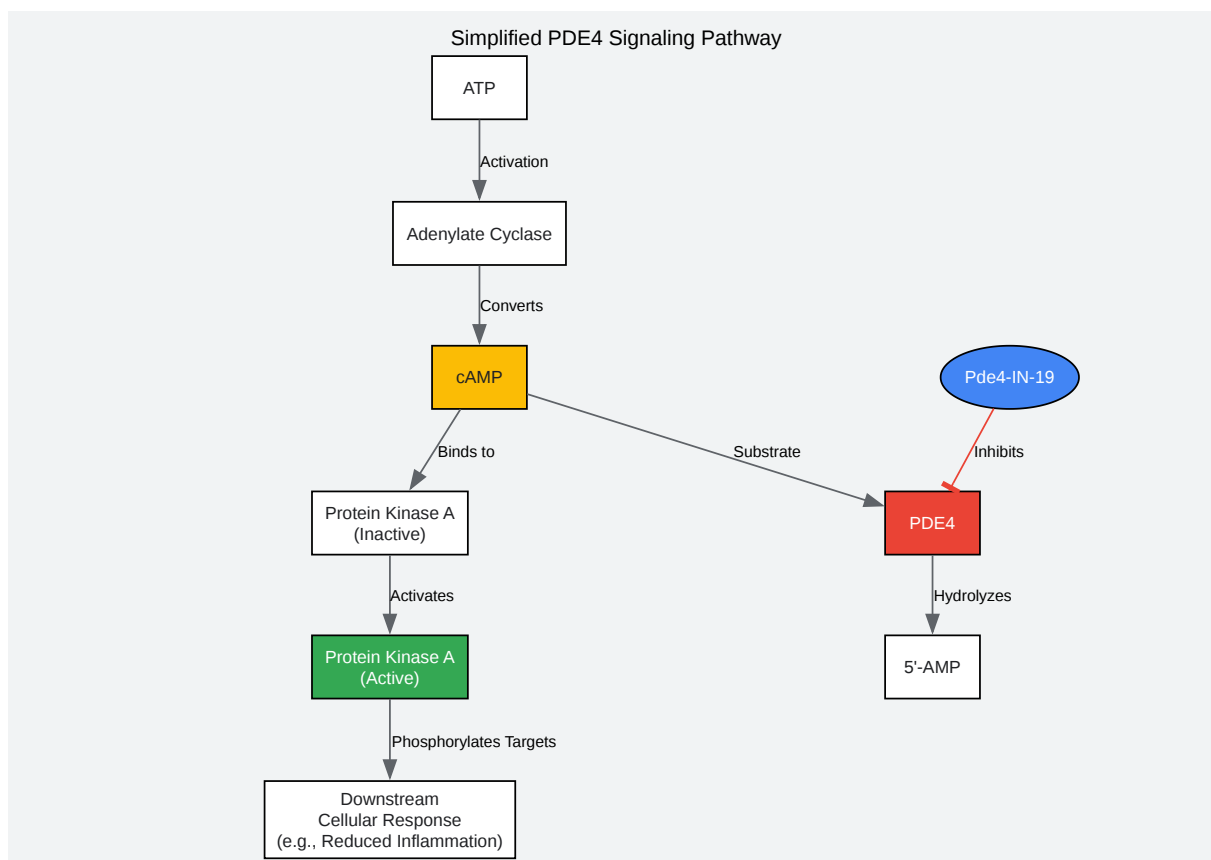 Simplified PDE4 Signaling Pathway
ATP
Activation
Adenylate Cyclase
Converts
cAMP
Pde4-IN-19
Binds to
Substrate
Inhibits
Protein Kinase A
(Inactive)
PDE4
Activates
Hydrolyzes
Protein Kinase A
(Active)
5'-AMP
Phosphorylates Targets
Downstream
Cellular Response
(e.g., Reduced Inflammation)